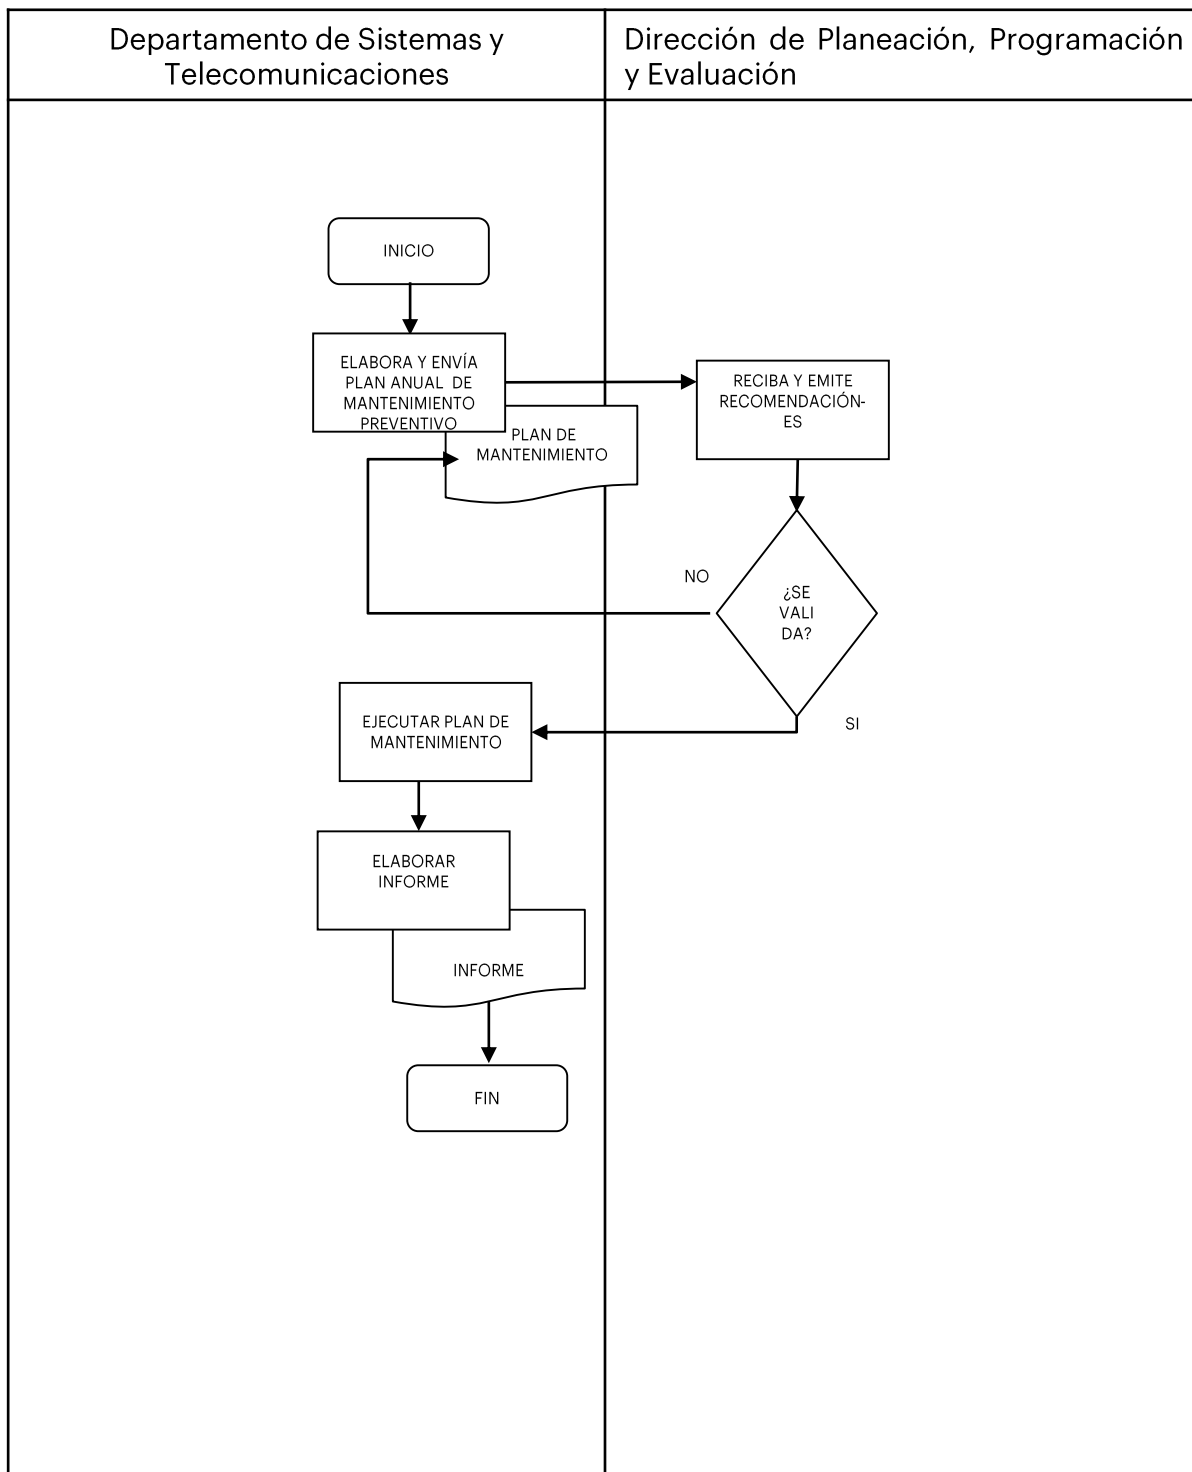 Departamento de Sistemas y
Telecomunicaciones
Dirección de Planeación, Programación
y Evaluación
INICIO
ELABORA Y ENVÍA
PLAN ANUAL DE
MANTENIMIENTO
PREVENTIVO
PLAN DE
MANTENIMIENTO
RECIBA Y EMITE
RECOMENDACIÓN-
ES
NO
¿SE
VALI
DA?
SI
EJECUTAR PLAN DE
MANTENIMIENTO
ELABORAR
INFORME
INFORME
FIN